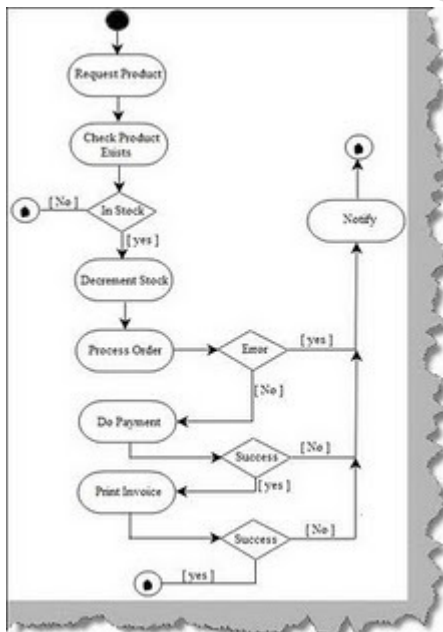 Request Product
Check Product
Exists
[ No ]
In Stock
Notify
[ yes ]
Decrement Stock
Process Order
Error
[ yes ]
[ No ]
Do Payment
Success
[ No ]
[ yes ]
Print Invoice
Success
[ No ]
[ yes ]